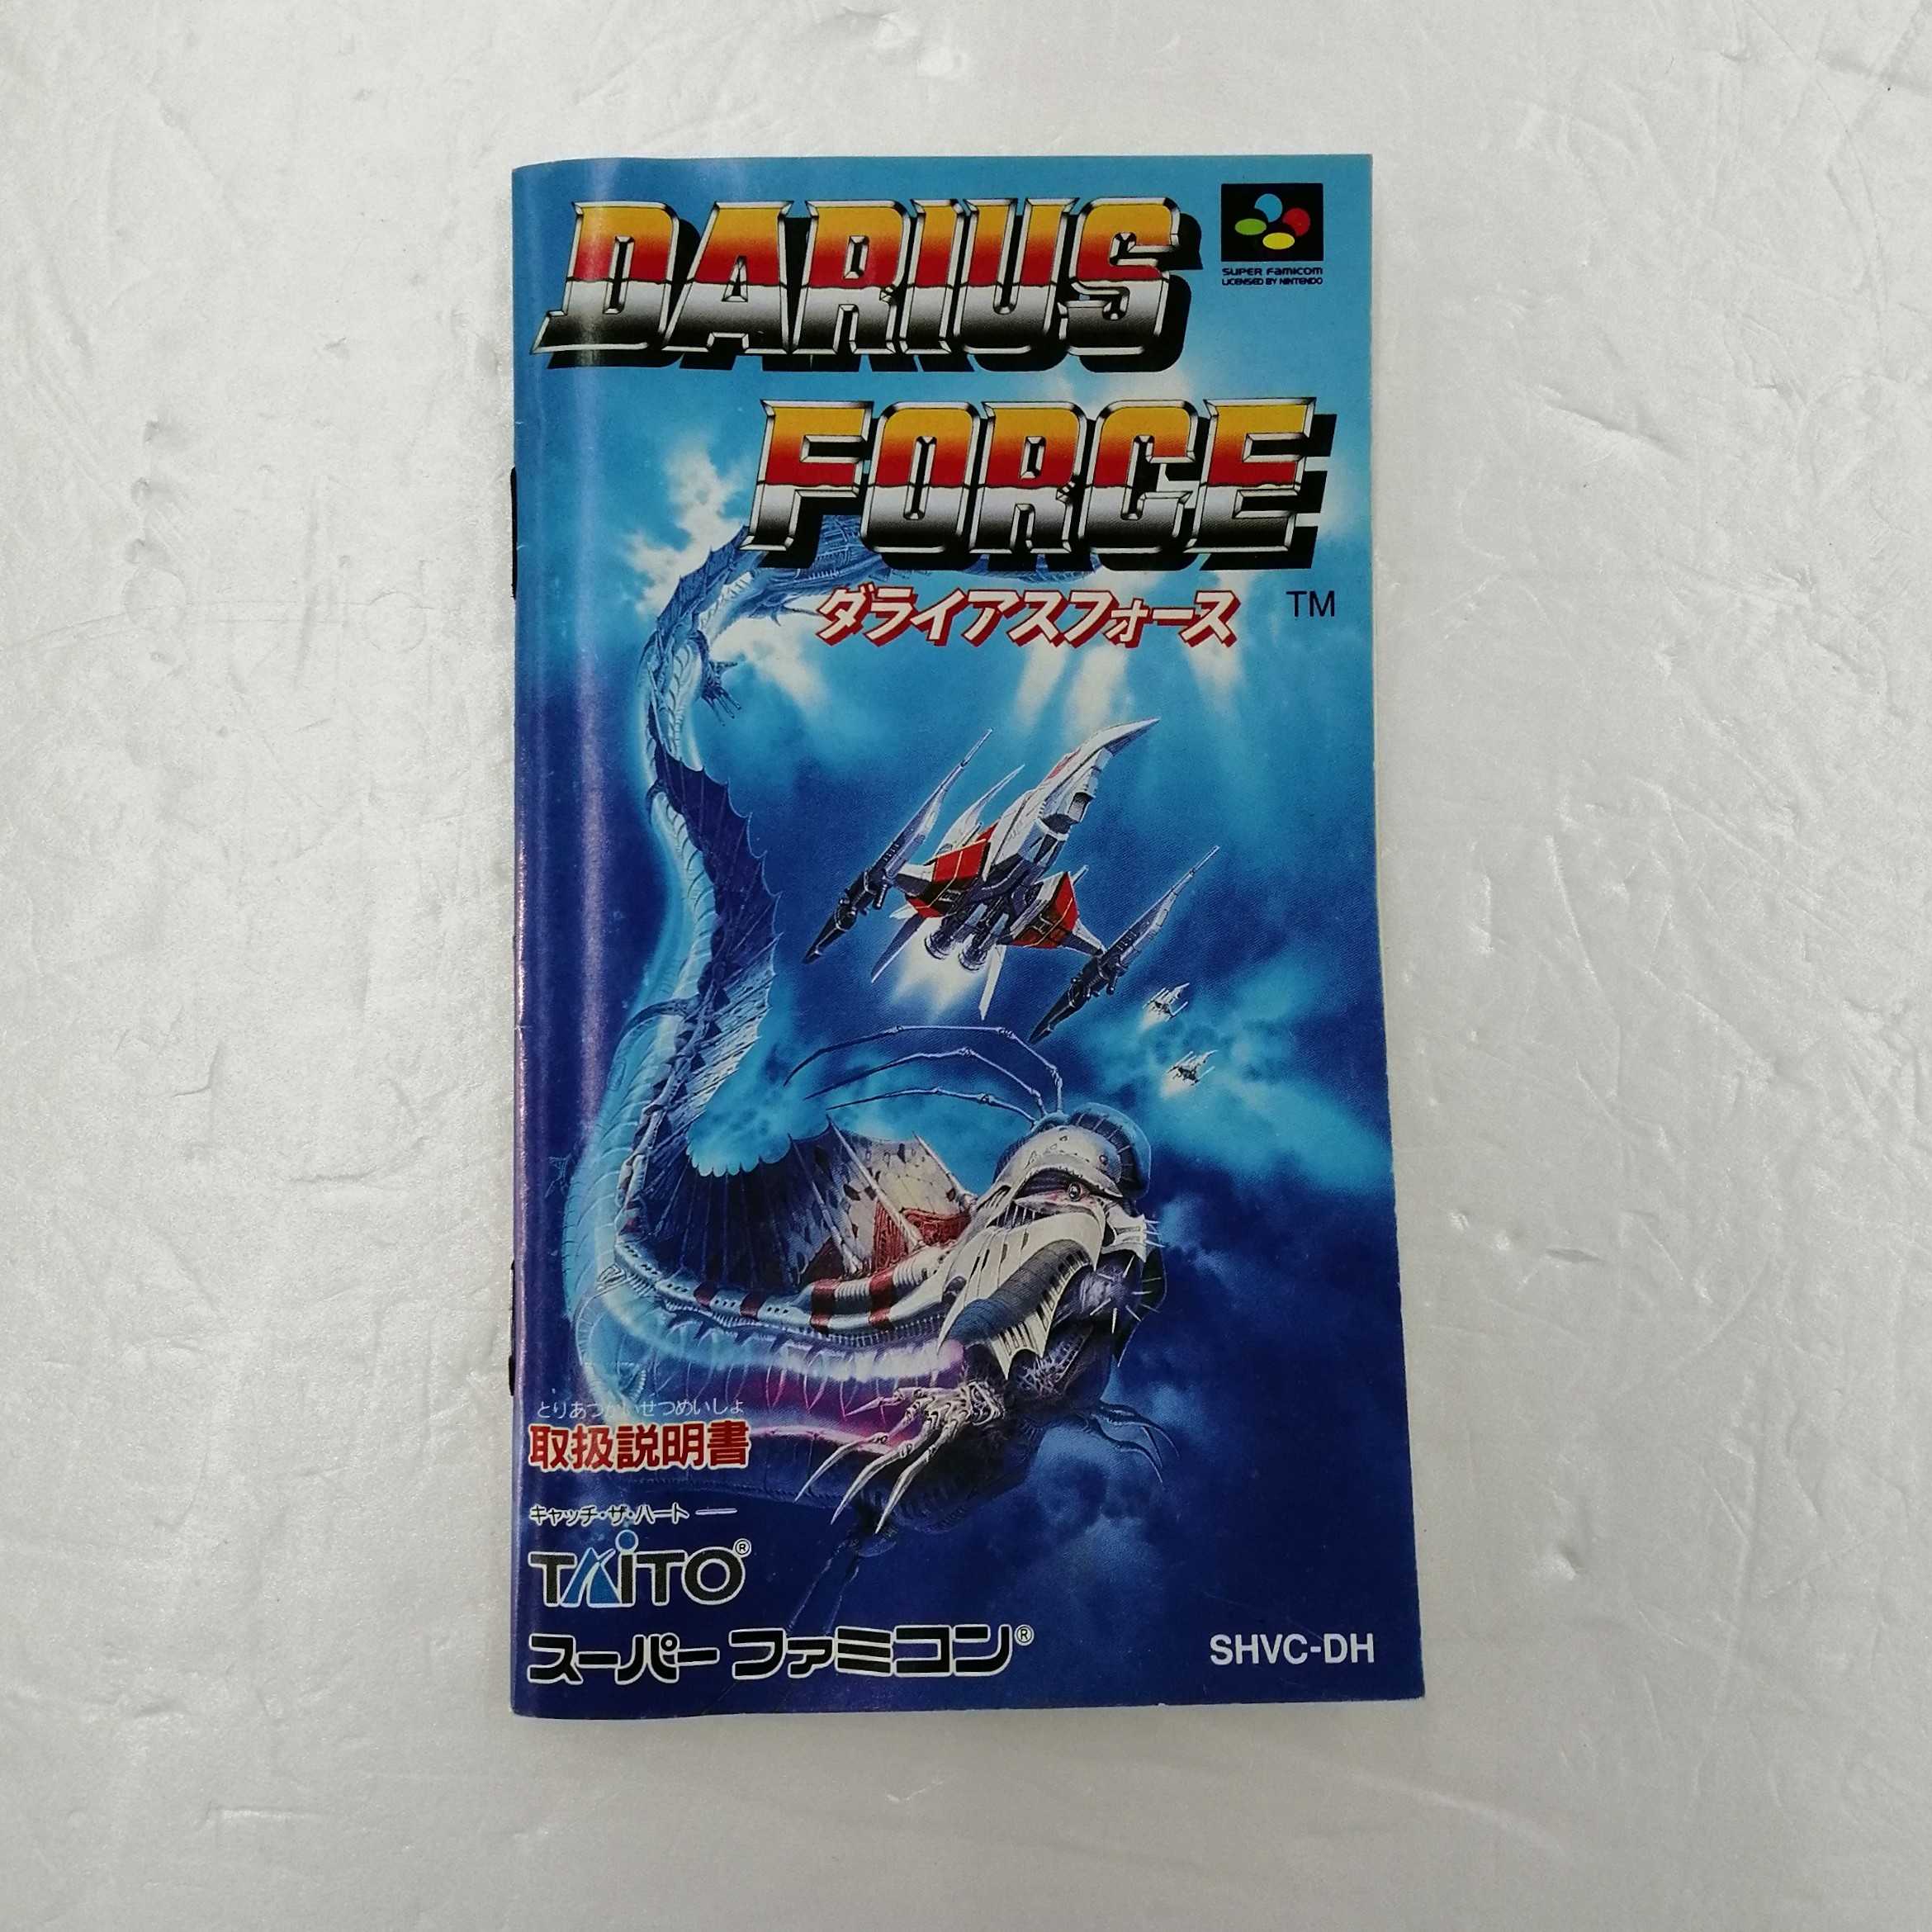 DARIUS
SUPER FAMICOM
LICENSED BY NINTENDO
FORCE
ダライアスフォース TM
とりあつかいせつめいしょ
取扱説明書
キャッチ・ザ・ハート
TAITO®
スーパーファミコン®
SHVC-DH